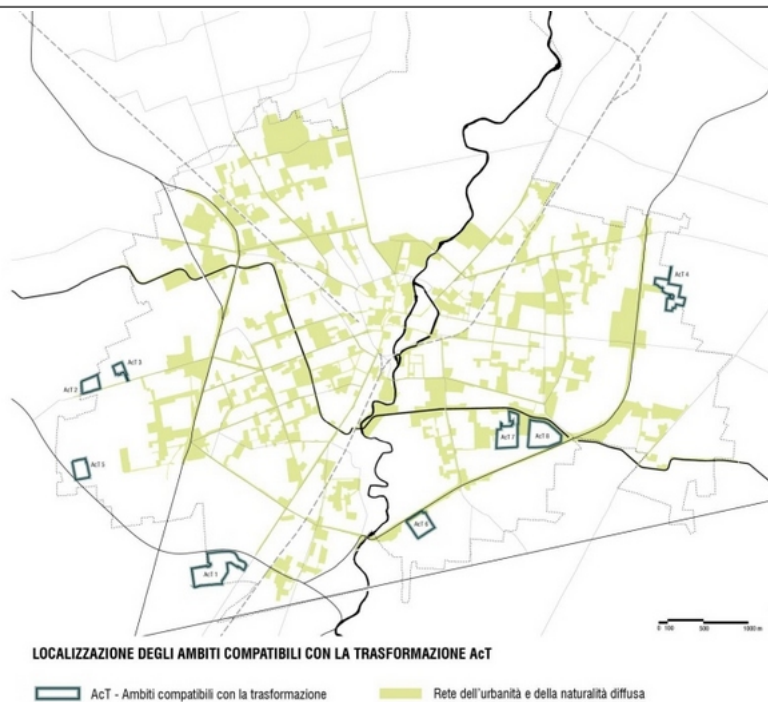 AcT 4
AcT 3
AcT 2
AcT 7
AcT 8
AcT 5
AcT 6
AcT 1
0 100 500 1000 m
LOCALIZZAZIONE DEGLI AMBITI COMPATIBILI CON LA TRASFORMAZIONE AcT
AcT - Ambiti compatibili con la trasformazione
Rete dell'urbanità e della naturalità diffusa